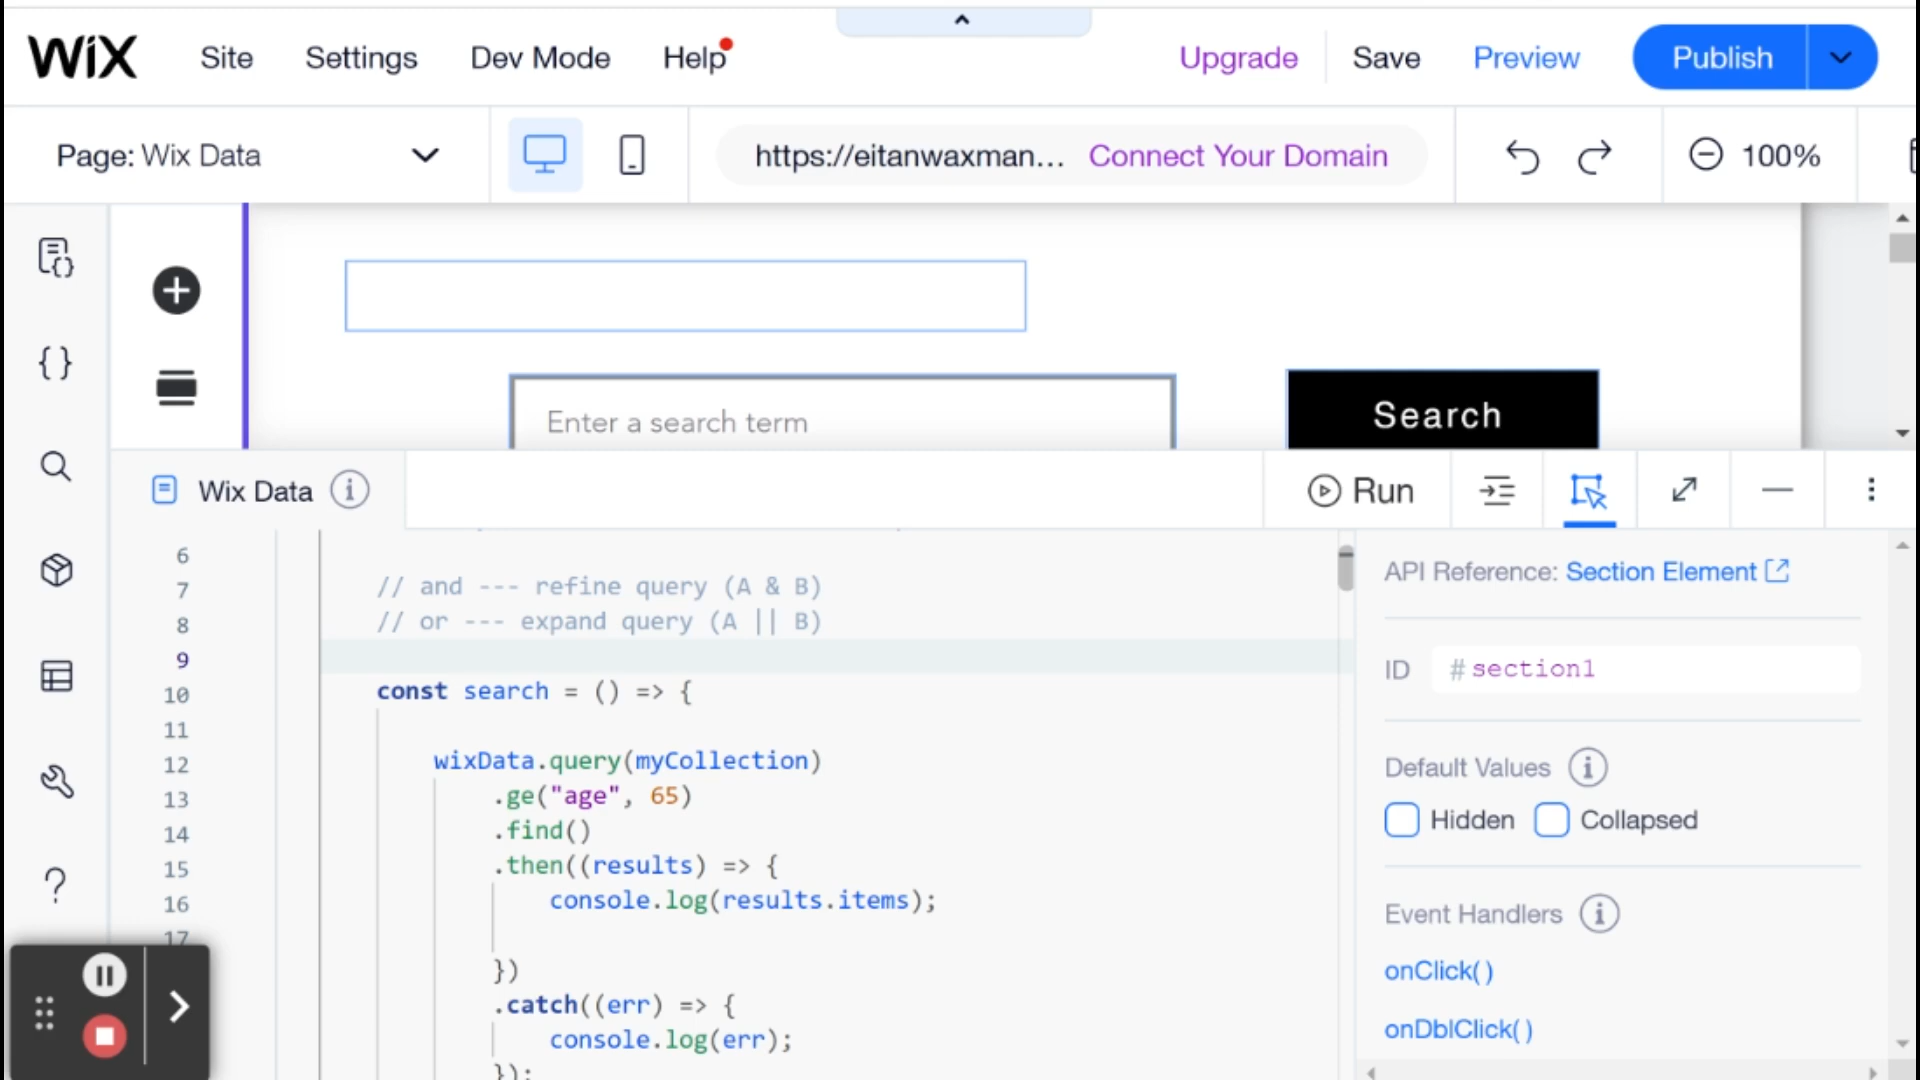 WiX Site Settings Dev Mode Help Upgrade Save Preview Publish
Page: Wix Data https://eitanwaxman... Connect Your Domain 100%
Enter a search term Search
Wix Data Run
6
7 // and --- refine query (A & B)
8 // or --- expand query (A || B)
9
10 const search = () => {
11
12 wixData.query(myCollection)
13 .ge("age", 65)
14 .find()
15 .then((results) => {
16 console.log(results.items);
17
})
.catch((err) => {
console.log(err);
});
API Reference: Section Element
ID #section1
Default Values
Hidden Collapsed
Event Handlers
onClick()
onDblClick()